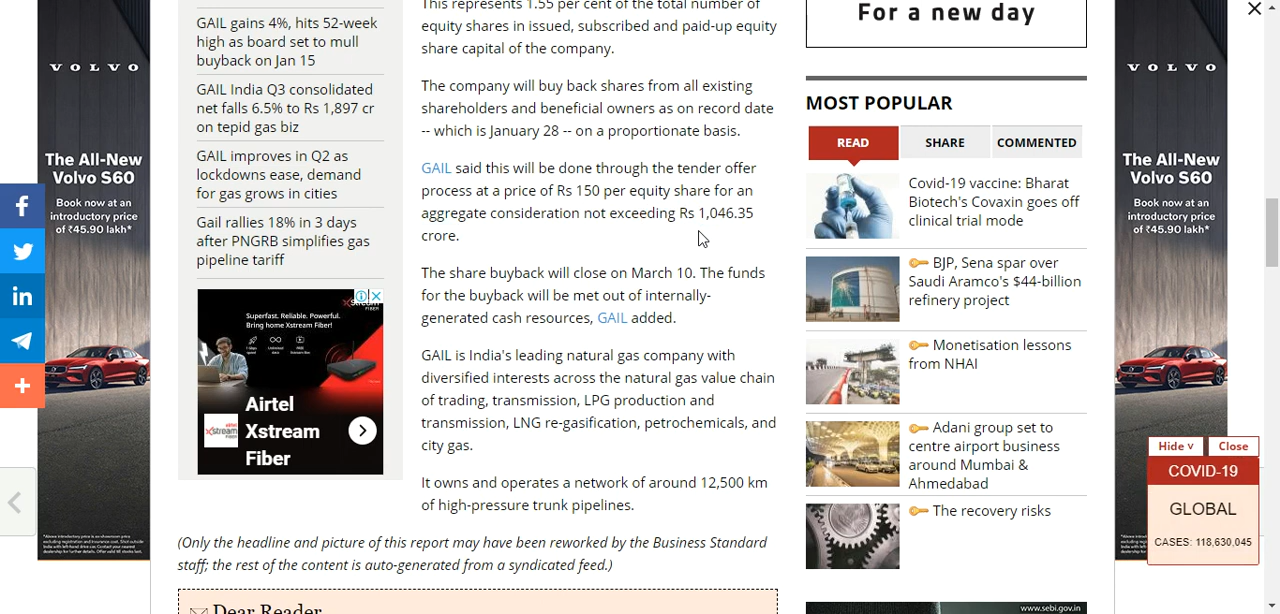 VOLVO
The All-New
Volvo S60
Book now at an
introductory price
of ₹45.90 lakh*
GAIL gains 4%, hits 52-week
high as board set to mull
buyback on Jan 15
GAIL India Q3 consolidated
net falls 6.5% to Rs 1,897 cr
on tepid gas biz
GAIL improves in Q2 as
lockdowns ease, demand
for gas grows in cities
Gail rallies 18% in 3 days
after PNGRB simplifies gas
pipeline tariff
Superfast. Reliable. Powerful.
Bring home Xstream Fiber!
xstream
FIBER
Airtel
Xstream
Fiber
This represents 1.55 per cent of the total number of
equity shares in issued, subscribed and paid-up equity
share capital of the company.
The company will buy back shares from all existing
shareholders and beneficial owners as on record date
-- which is January 28 -- on a proportionate basis.
GAIL said this will be done through the tender offer
process at a price of Rs 150 per equity share for an
aggregate consideration not exceeding Rs 1,046.35
crore.
The share buyback will close on March 10. The funds
for the buyback will be met out of internally-
generated cash resources, GAIL added.
GAIL is India's leading natural gas company with
diversified interests across the natural gas value chain
of trading, transmission, LPG production and
transmission, LNG re-gasification, petrochemicals, and
city gas.
It owns and operates a network of around 12,500 km
of high-pressure trunk pipelines.
(Only the headline and picture of this report may have been reworked by the Business Standard
staff; the rest of the content is auto-generated from a syndicated feed.)
Dear Reader
For a new day
MOST POPULAR
READ SHARE COMMENTED
Covid-19 vaccine: Bharat
Biotech's Covaxin goes off
clinical trial mode
BJP, Sena spar over
Saudi Aramco's $44-billion
refinery project
Monetisation lessons
from NHAI
Adani group set to
centre airport business
around Mumbai &
Ahmedabad
The recovery risks
www.sebi.gov.in
VOLVO
The All-New
Volvo S60
Book now at an
introductory price
of ₹45.90 lakh*
Hide v Close
COVID-19
GLOBAL
CASES: 118,630,045